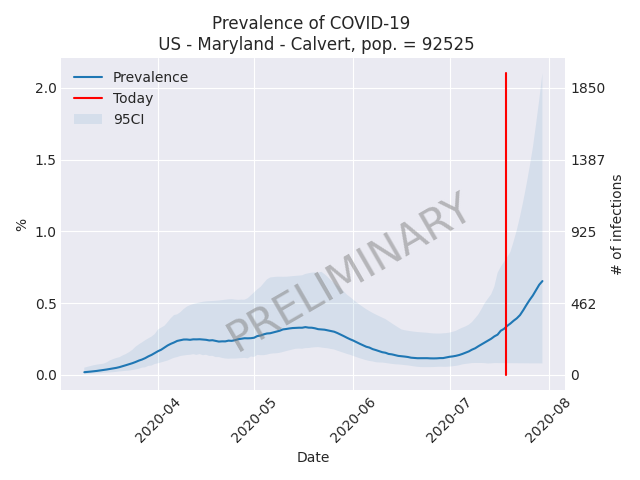 Prevalence of COVID-19
US - Maryland - Calvert, pop. = 92525
Prevalence
Today
95CI
2.0
1.5
1.0
0.5
0.0
%
1850
1387
925
462
0
# of infections
PRELIMINARY
2020-04
2020-05
2020-06
2020-07
2020-08
Date